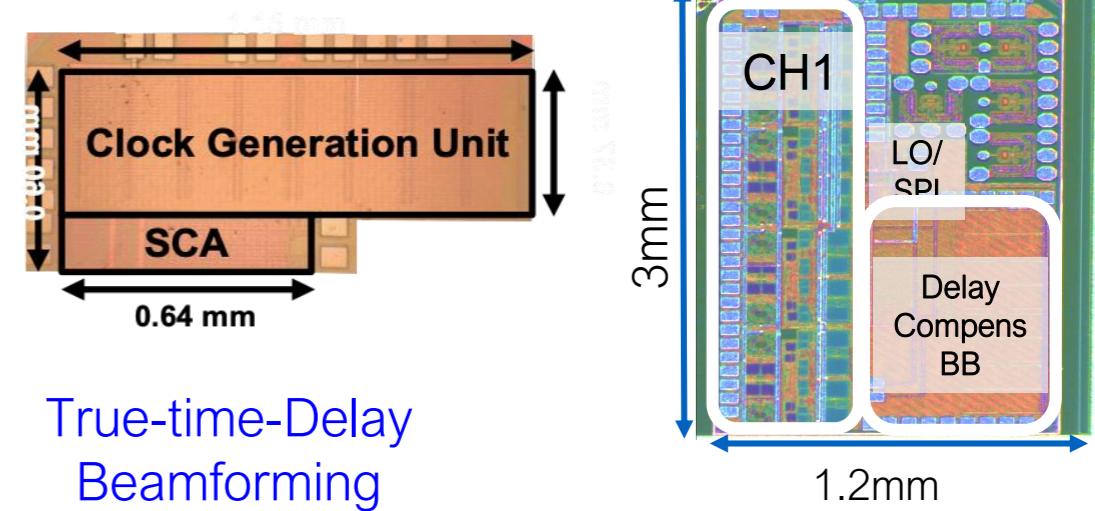 Clock Generation Unit
SCA
0.64 mm
True-time-Delay
Beamforming
CH1
LO/
SPI
Delay
Compens
BB
3mm
1.2mm